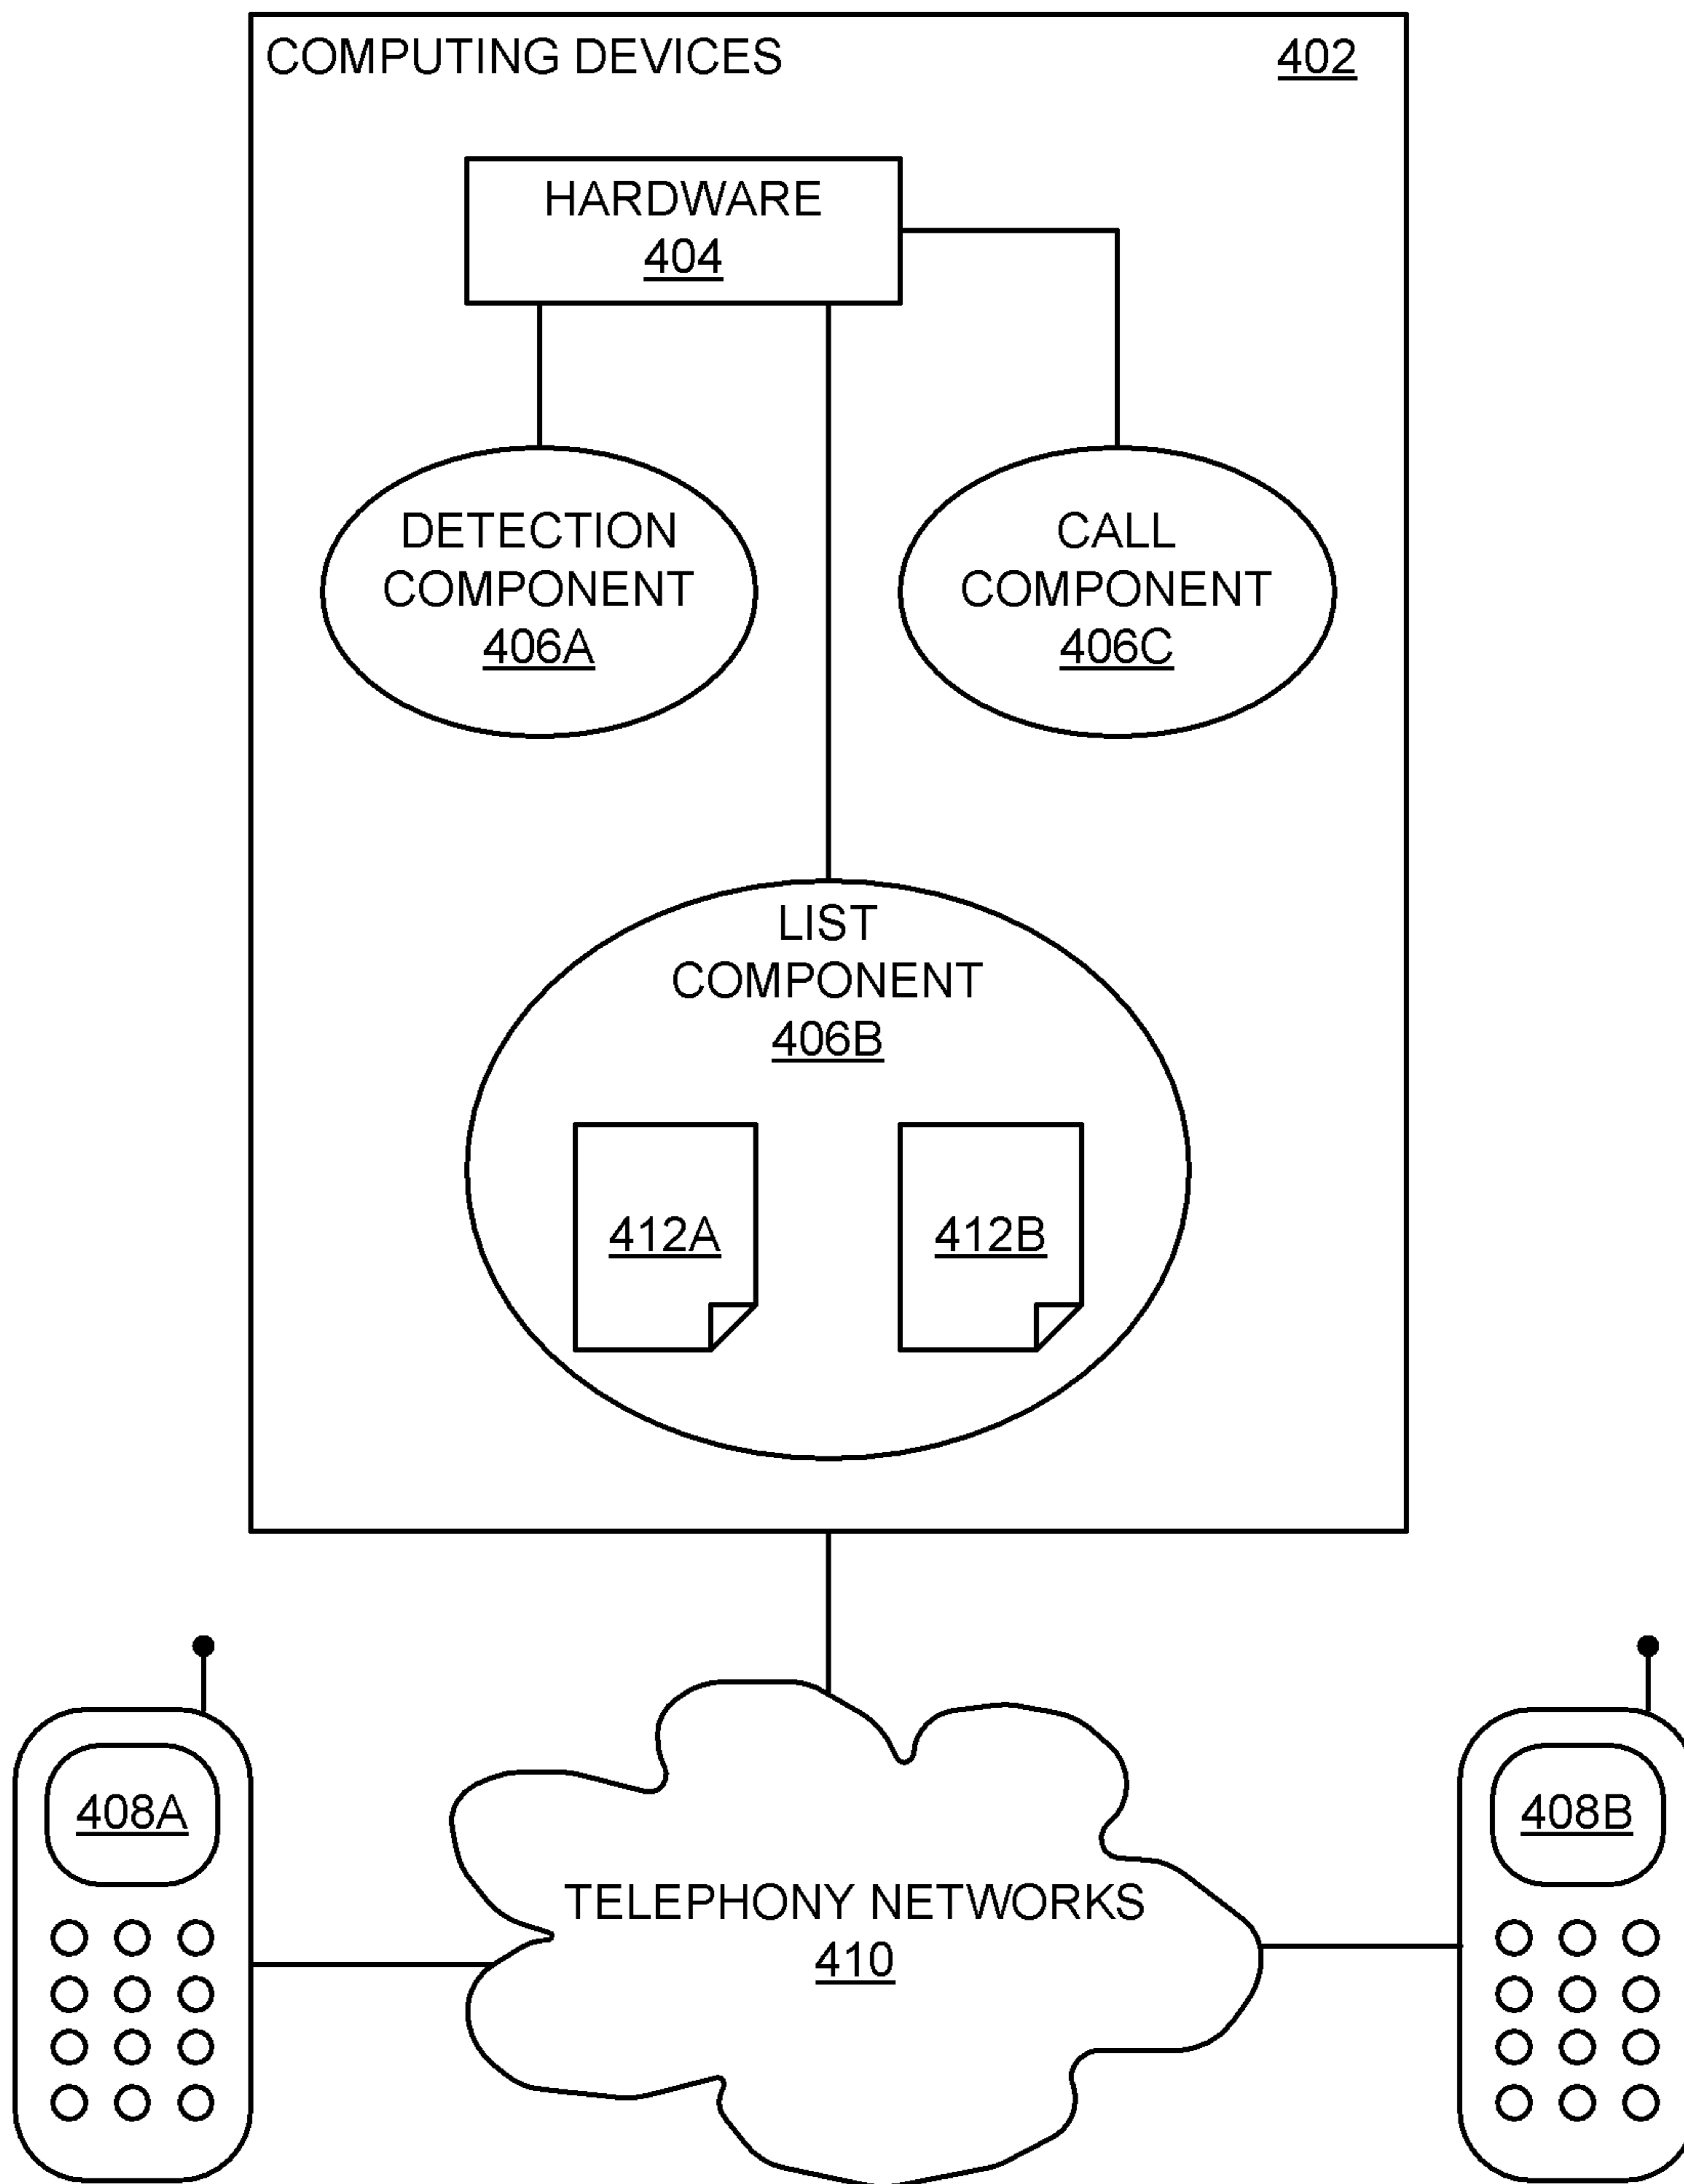 COMPUTING DEVICES 402
HARDWARE
404
DETECTION
COMPONENT
406A
CALL
COMPONENT
406C
LIST
COMPONENT
406B
412A
412B
408A
408B
TELEPHONY NETWORKS
410